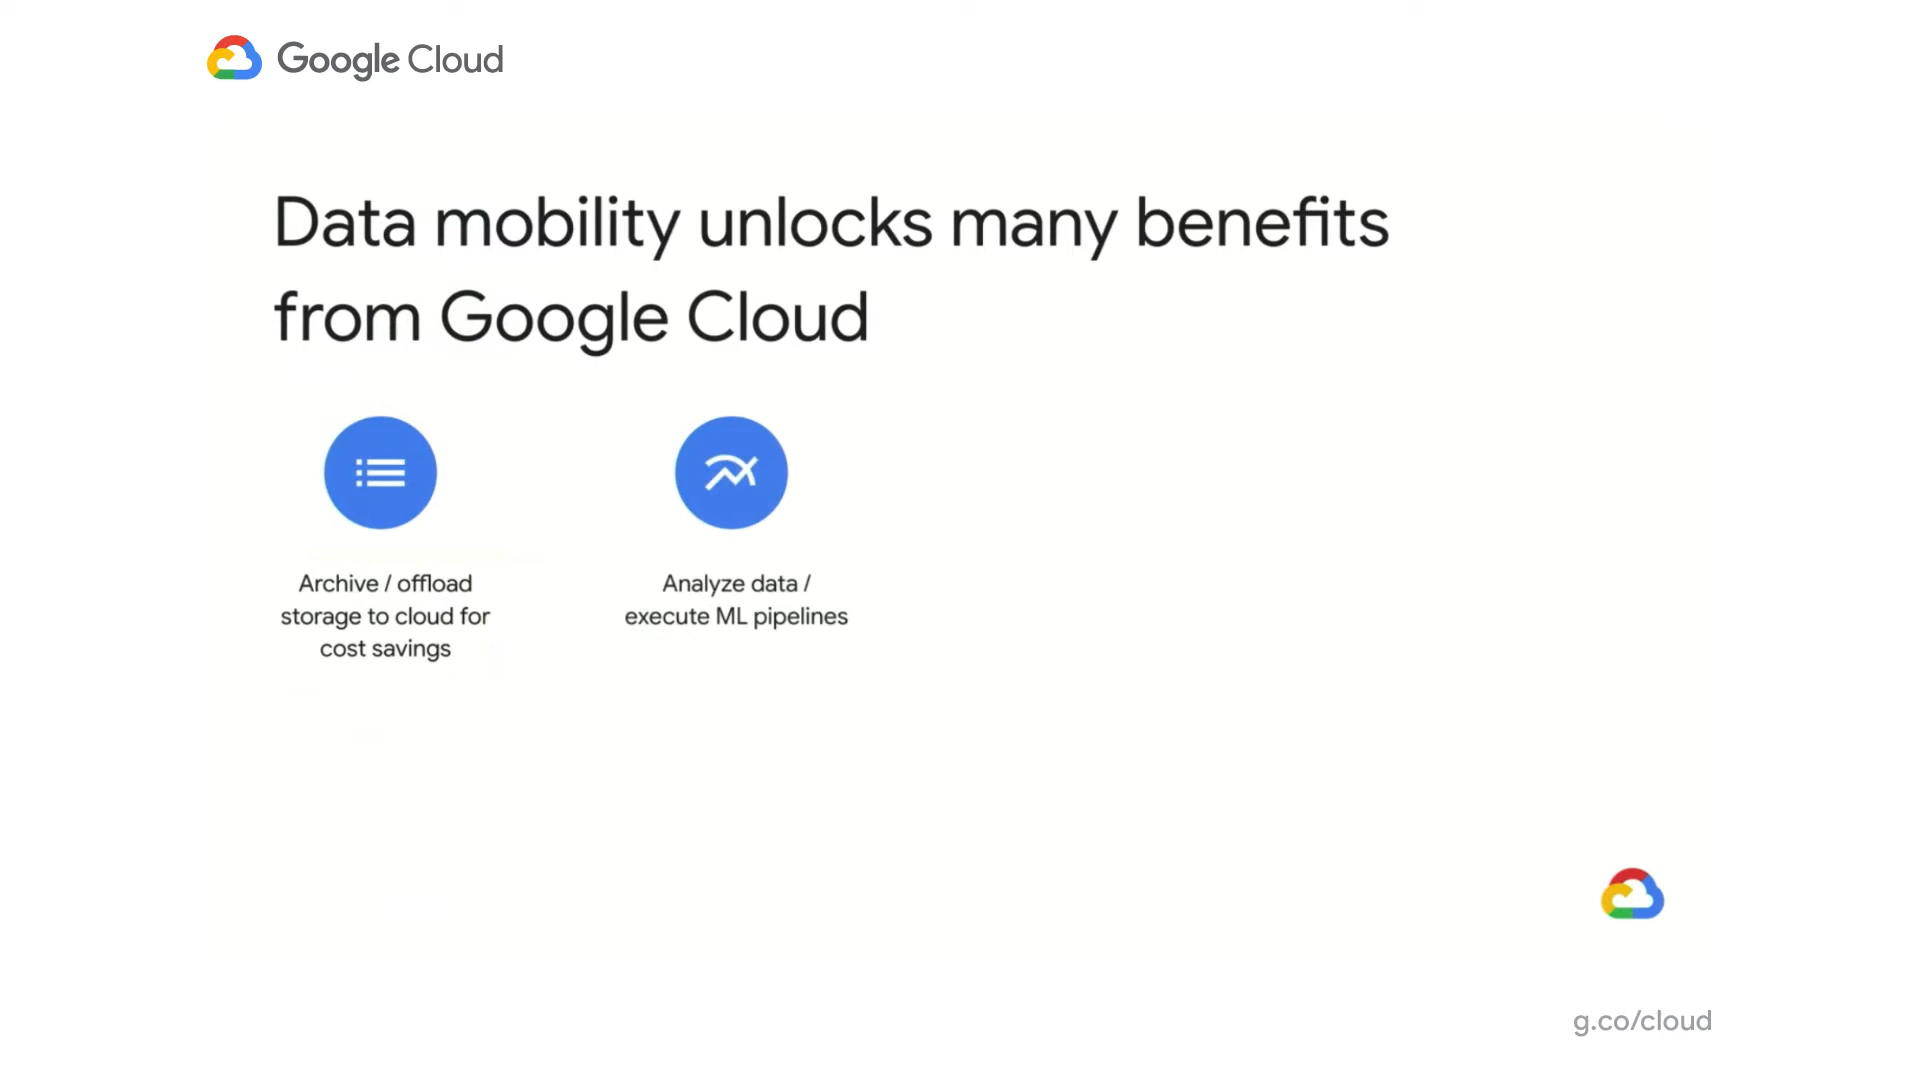 Google Cloud
Data mobility unlocks many benefits
from Google Cloud
Archive / offload
storage to cloud for
cost savings
Analyze data /
execute ML pipelines
g.co/cloud